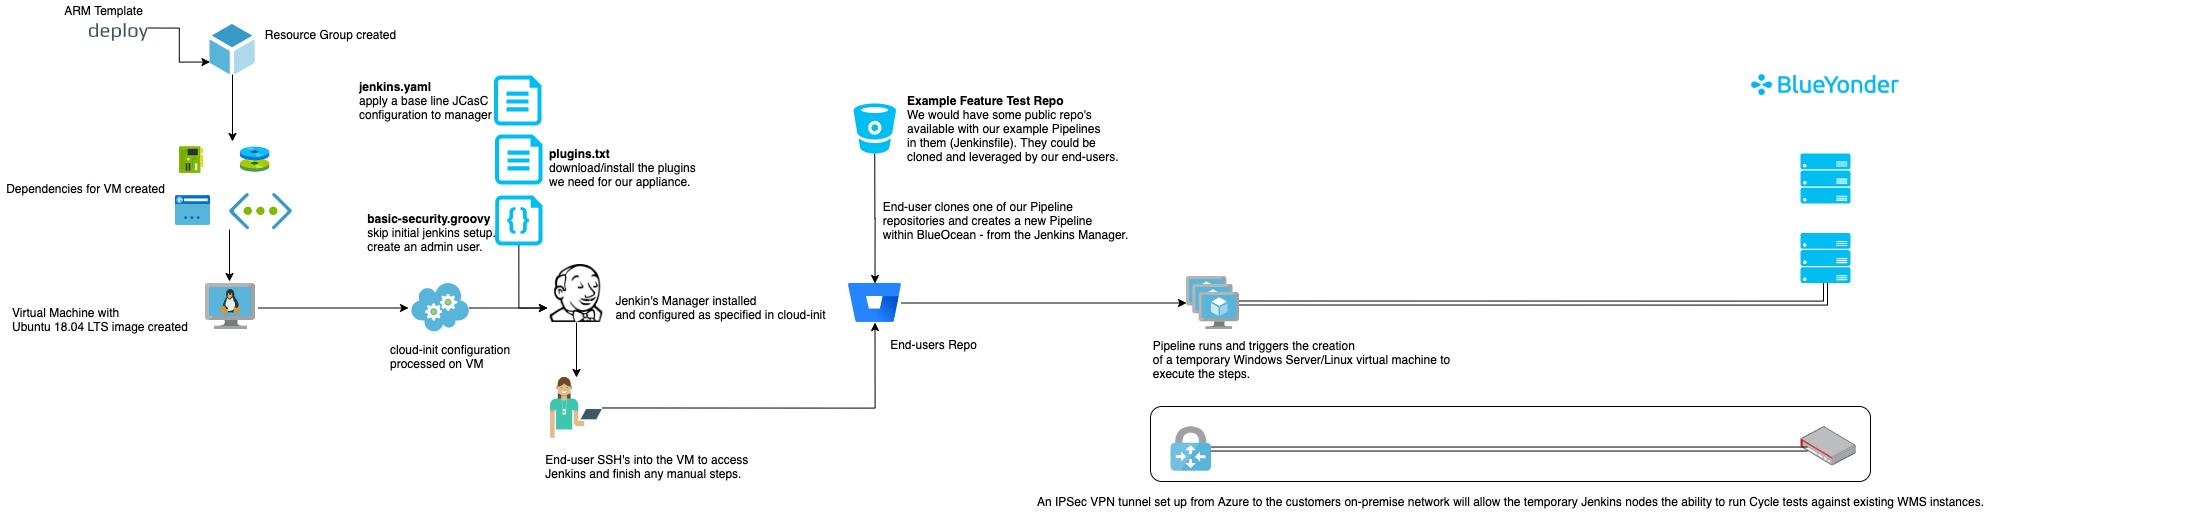 ARM Template
deploy
Resource Group created
Dependencies for VM created
Virtual Machine with
Ubuntu 18.04 LTS image created
jenkins.yaml
apply a base line JCasC
configuration to manager
plugins.txt
download/install the plugins
we need for our appliance.
basic-security.groovy
skip initial jenkins setup.
create an admin user.
cloud-init configuration
processed on VM
Jenkin's Manager installed
and configured as specified in cloud-init
End-user SSH's into the VM to access
Jenkins and finish any manual steps.
Example Feature Test Repo
We would have some public repo's
available with our example Pipelines
in them (Jenkinsfile). They could be
cloned and leveraged by our end-users.
End-user clones one of our Pipeline
repositories and creates a new Pipeline
within BlueOcean - from the Jenkins Manager.
End-users Repo
Pipeline runs and triggers the creation
of a temporary Windows Server/Linux virtual machine to
execute the steps.
BlueYonder
An IPSec VPN tunnel set up from Azure to the customers on-premise network will allow the temporary Jenkins nodes the ability to run Cycle tests against existing WMS instances.